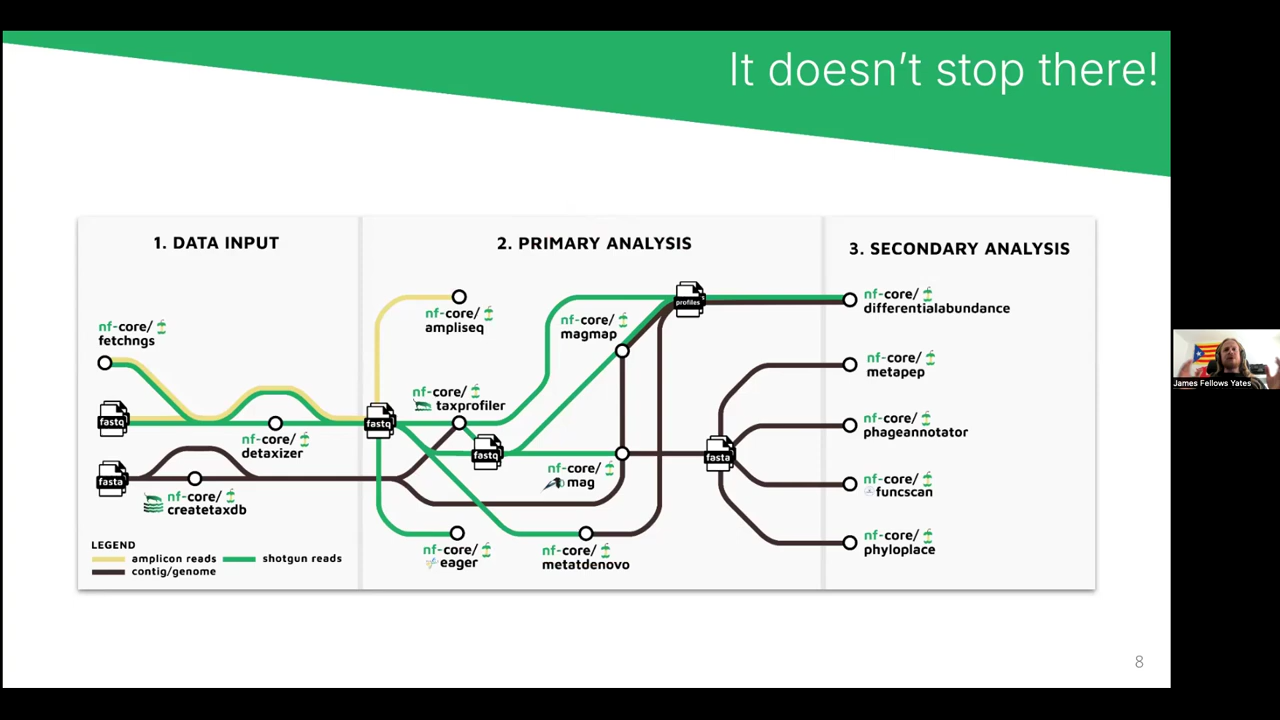 It doesn't stop there!
1. DATA INPUT
nf-core/
fetchngs
fastq
nf-core/
detaxizer
fasta
nf-core/
createtaxdb
LEGEND
amplicon reads
shotgun reads
contig/genome
2. PRIMARY ANALYSIS
nf-core/
ampliseq
nf-core/
magmap
profiles
nf-core/
taxprofiler
fastq
fastq
nf-core/
mag
fasta
nf-core/
eager
nf-core/
metatdenovo
3. SECONDARY ANALYSIS
nf-core/
differentialabundance
nf-core/
metapep
nf-core/
phageannotator
nf-core/
funcscan
nf-core/
phyloplace
8
James Fellows Yates